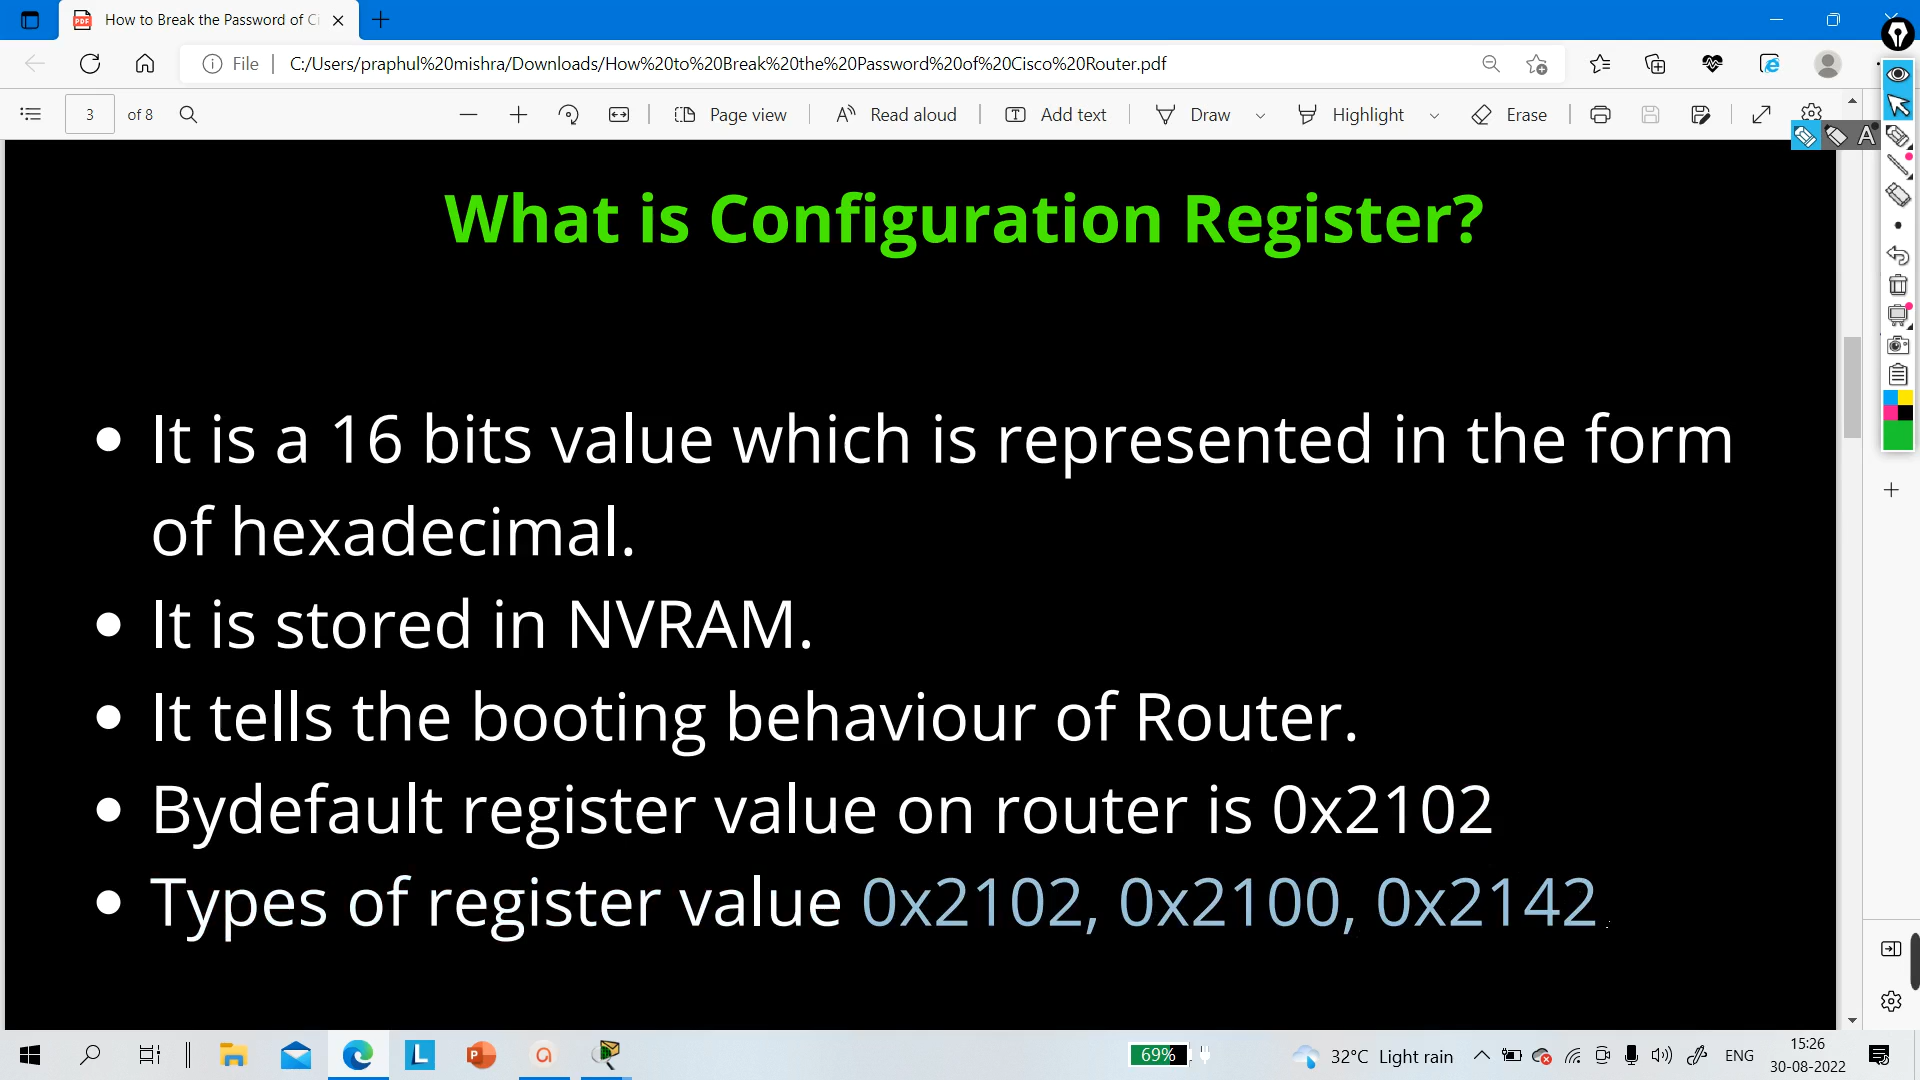 How to Break the Password of Ci
File
C:/Users/praphul%20mishra/Downloads/How%20to%20Break%20the%20Password%20of%20Cisco%20Router.pdf
3 of 8
Page view
Read aloud
Add text
Draw
Highlight
Erase
What is Configuration Register?
• It is a 16 bits value which is represented in the form
of hexadecimal.
• It is stored in NVRAM.
• It tells the booting behaviour of Router.
• Bydefault register value on router is 0x2102
• Types of register value 0x2102, 0x2100, 0x2142
69%
32°C Light rain
ENG
15:26
30-08-2022